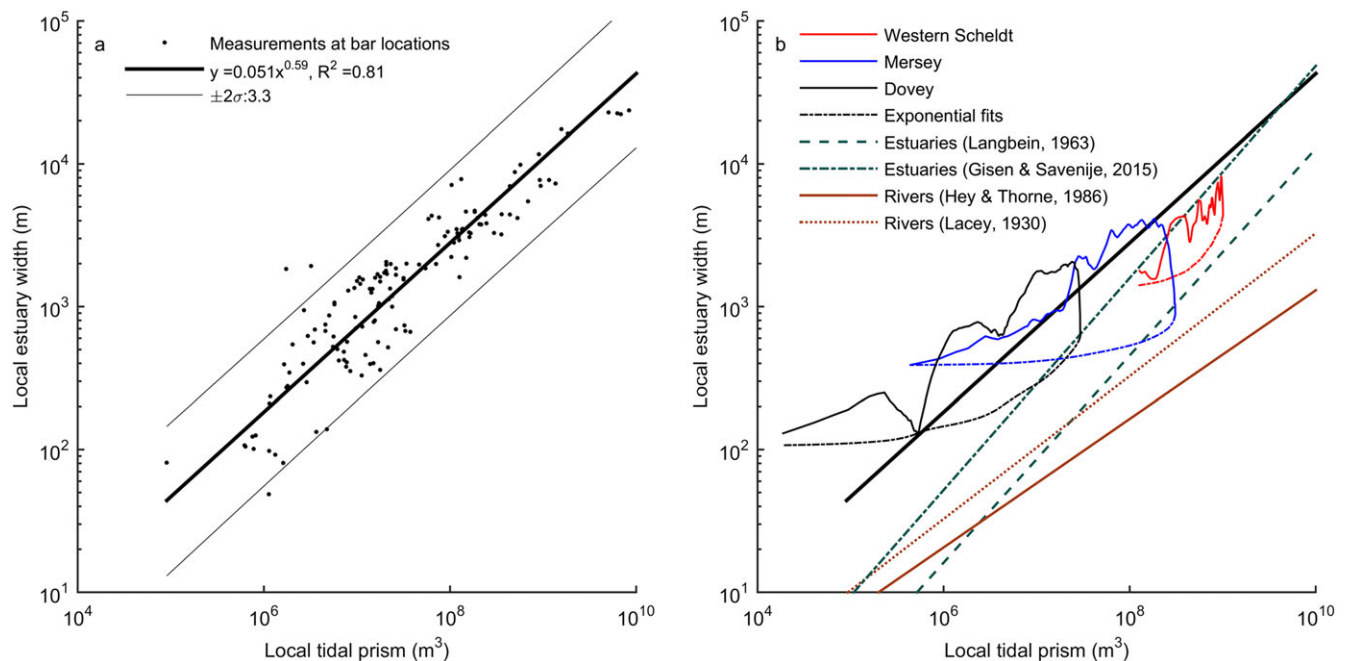 a
Measurements at bar locations
y =0.051x^0.59, R^2 =0.81
±2σ:3.3
10^5
10^4
10^3
10^2
10^1
10^4
10^6
10^8
10^10
Local estuary width (m)
Local tidal prism (m^3)
b
Western Scheldt
Mersey
Dovey
Exponential fits
Estuaries (Langbein, 1963)
Estuaries (Gisen & Savenije, 2015)
Rivers (Hey & Thorne, 1986)
Rivers (Lacey, 1930)
10^5
10^4
10^3
10^2
10^1
10^4
10^6
10^8
10^10
Local estuary width (m)
Local tidal prism (m^3)